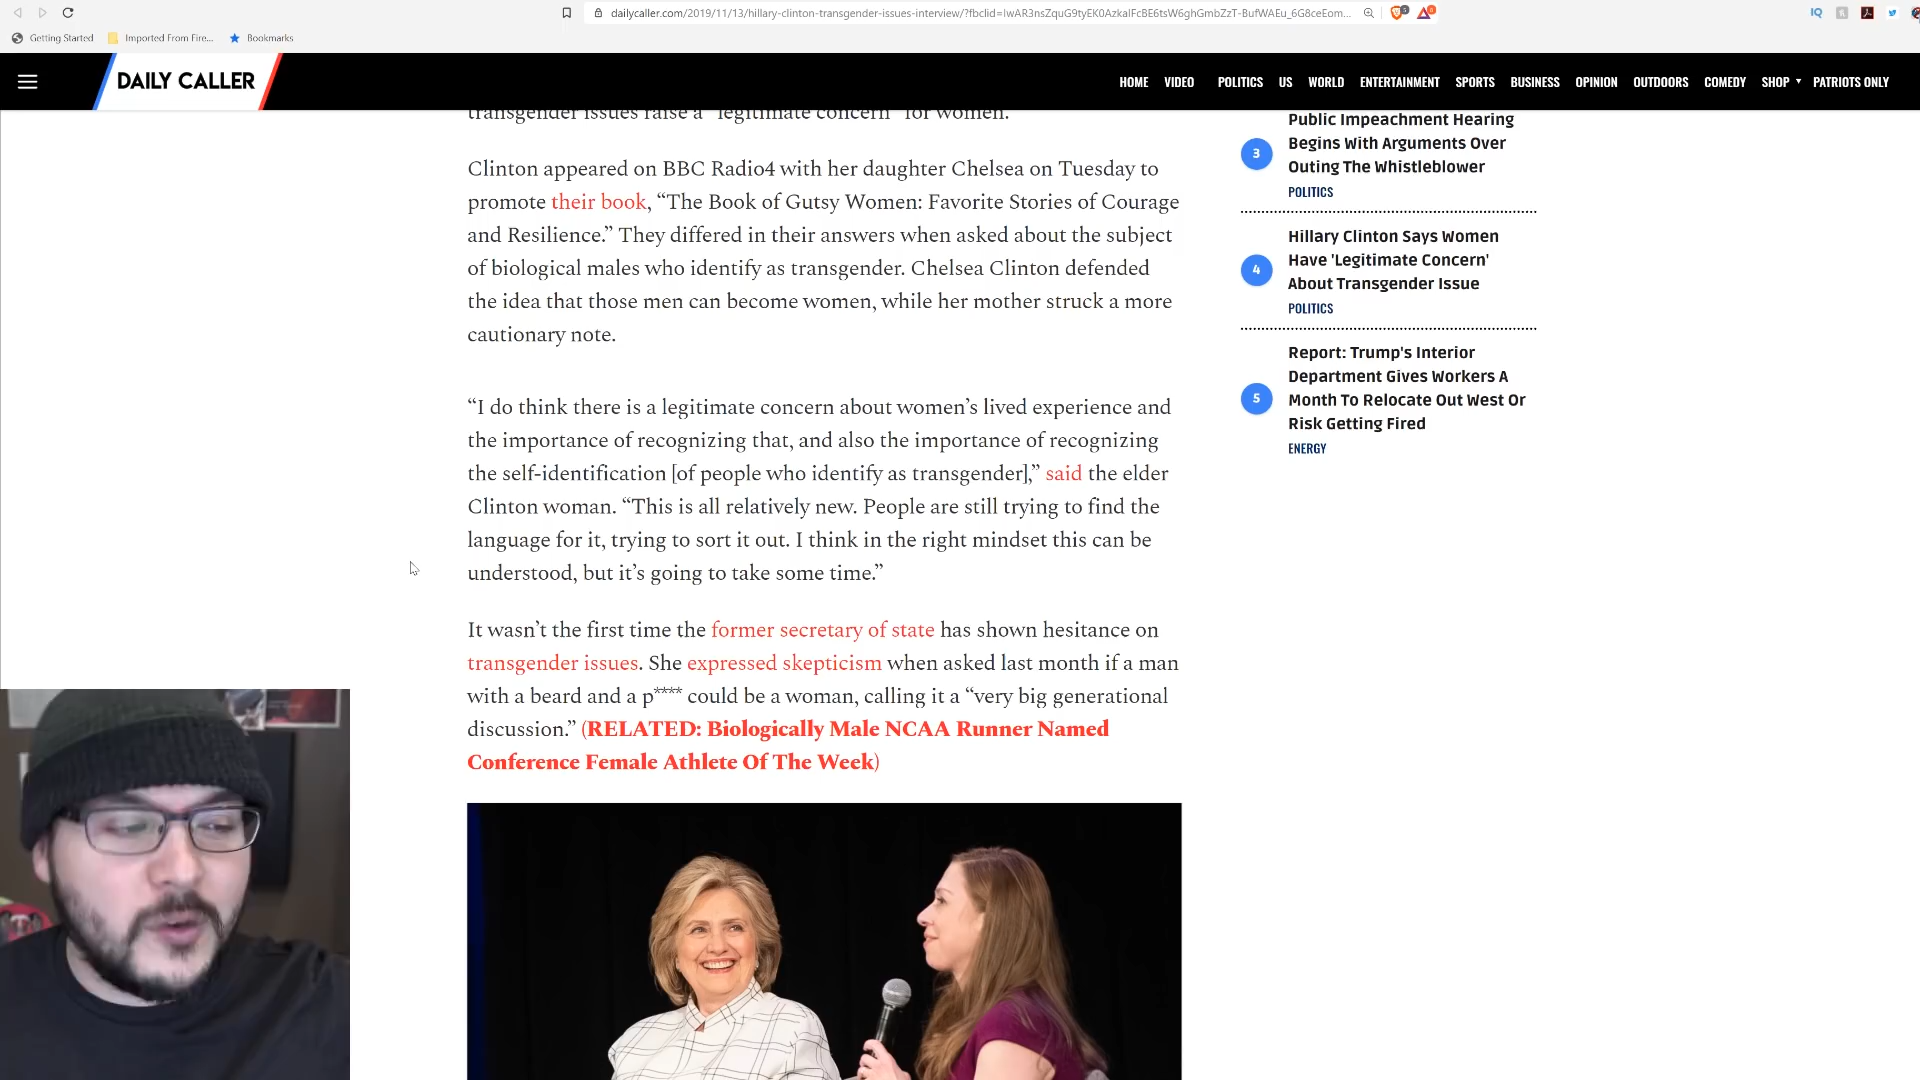 dailycaller.com/2019/11/13/hillary-clinton-transgender-issues-interview/?fbclid=IwAR3nsZquG9tyEK0AzkalFcBE6tsW6ghGmbZzT-BufWAEu_6G8ceEom...
IQ
Getting Started
Imported From Fire...
Bookmarks
DAILY CALLER
HOME VIDEO POLITICS US WORLD ENTERTAINMENT SPORTS BUSINESS OPINION OUTDOORS COMEDY SHOP PATRIOTS ONLY
transgender issues raise a "legitimate concern" for women.
Clinton appeared on BBC Radio4 with her daughter Chelsea on Tuesday to
promote their book, “The Book of Gutsy Women: Favorite Stories of Courage
and Resilience.” They differed in their answers when asked about the subject
of biological males who identify as transgender. Chelsea Clinton defended
the idea that those men can become women, while her mother struck a more
cautionary note.
“I do think there is a legitimate concern about women’s lived experience and
the importance of recognizing that, and also the importance of recognizing
the self-identification [of people who identify as transgender],” said the elder
Clinton woman. “This is all relatively new. People are still trying to find the
language for it, trying to sort it out. I think in the right mindset this can be
understood, but it’s going to take some time.”
It wasn’t the first time the former secretary of state has shown hesitance on
transgender issues. She expressed skepticism when asked last month if a man
with a beard and a p**** could be a woman, calling it a “very big generational
discussion.” (RELATED: Biologically Male NCAA Runner Named
Conference Female Athlete Of The Week)
3
Public Impeachment Hearing
Begins With Arguments Over
Outing The Whistleblower
POLITICS
4
Hillary Clinton Says Women
Have 'Legitimate Concern'
About Transgender Issue
POLITICS
5
Report: Trump's Interior
Department Gives Workers A
Month To Relocate Out West Or
Risk Getting Fired
ENERGY